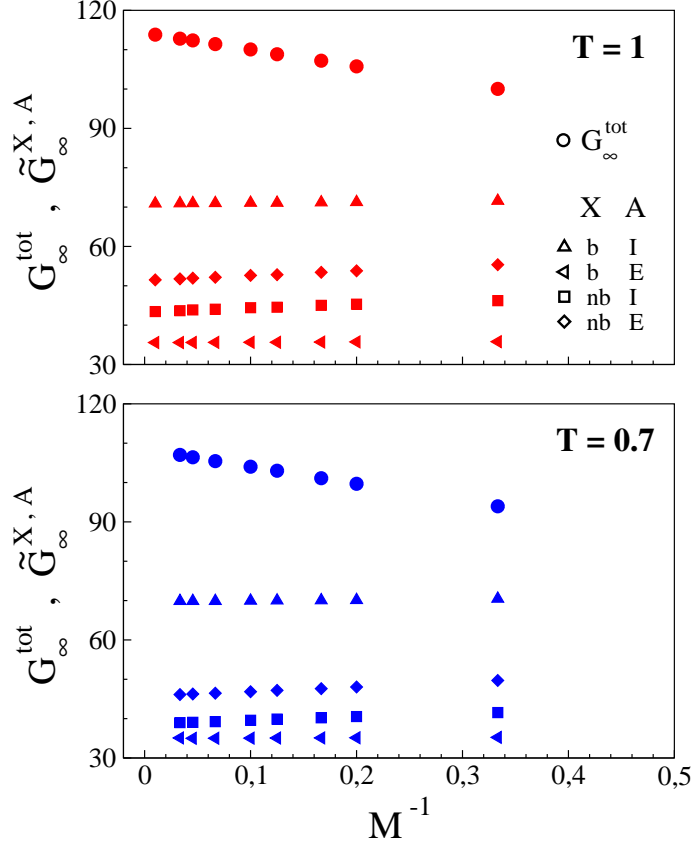 120
T = 1
90
G∞^tot
X A
60
b I
b E
nb I
nb E
30
G∞^tot , G̃∞^X, A
120
T = 0.7
90
60
30
G∞^tot , G̃∞^X, A
0 0,1 0,2 0,3 0,4 0,5
M^-1